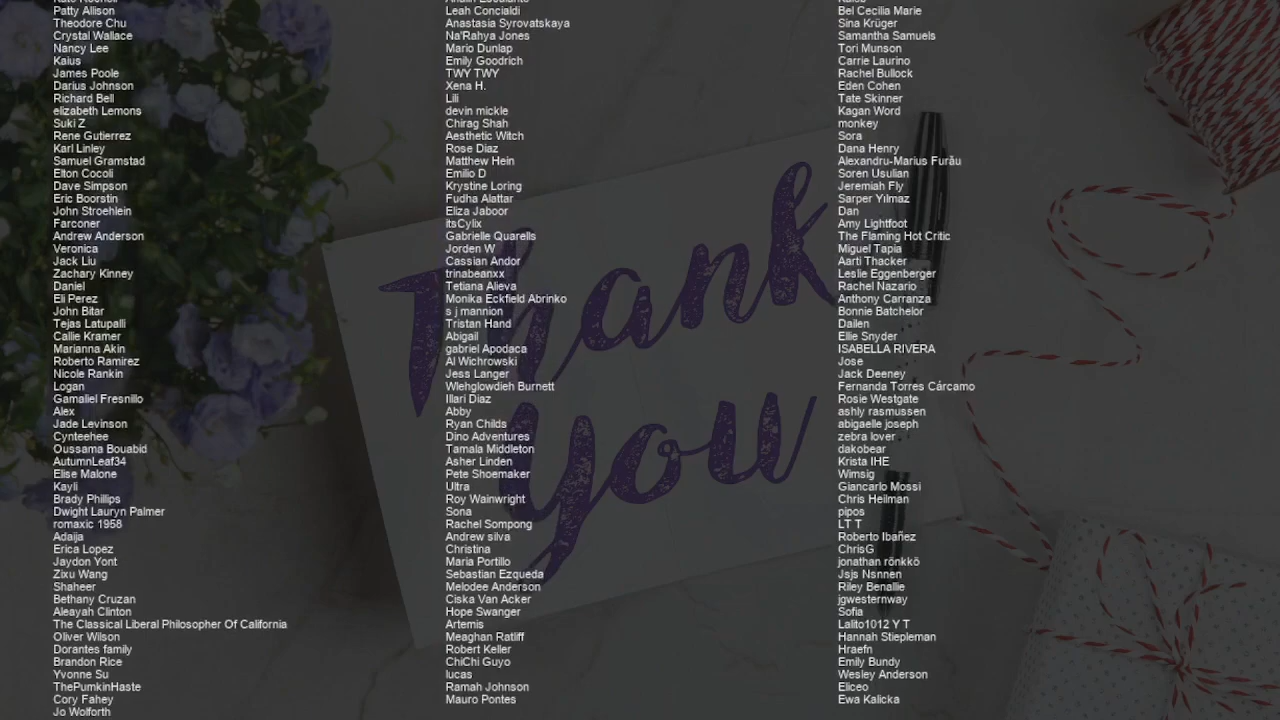 Patty Allison
Theodore Chu
Crystal Wallace
Nancy Lee
Kaius
James Poole
Darius Johnson
Richard Bell
elizabeth Lemons
Suki Z
Rene Gutierrez
Karl Linley
Samuel Gramstad
Elton Cocoli
Dave Simpson
Eric Boorstin
John Stroehlein
Farconer
Andrew Anderson
Veronica
Jack Liu
Zachary Kinney
Daniel
Eli Perez
John Bitar
Tejas Latupalli
Callie Kramer
Marianna Akin
Roberto Ramirez
Nicole Rankin
Logan
Gamaliel Fresnillo
Alex
Jade Levinson
Cynteehee
Oussama Bouabid
AutumnLeaf34
Elise Malone
Kayli
Brady Phillips
Dwight Lauryn Palmer
romaxic 1958
Adaija
Erica Lopez
Jaydon Yont
Zixu Wang
Shaheer
Bethany Cruzan
Aleayah Clinton
The Classical Liberal Philosopher Of California
Oliver Wilson
Dorantes family
Brandon Rice
Yvonne Su
ThePumkinHaste
Cory Fahey
Jo Wolforth
Leah Concialdi
Anastasia Syrovatskaya
Na'Rahya Jones
Mario Dunlap
Emily Goodrich
TWY TWY
Xena H.
Lili
devin mickle
Chirag Shah
Aesthetic Witch
Rose Diaz
Matthew Hein
Emilio D
Krystine Loring
Fudha Alattar
Eliza Jaboor
itsCylix
Gabrielle Quarells
Jorden W
Cassian Andor
trinabeanxx
Tetiana Alieva
Monika Eckfield Abrinko
s j mannion
Tristan Hand
Abigail
gabriel Apodaca
Al Wichrowski
Jess Langer
Wlehglowdieh Burnett
Illari Diaz
Abby
Ryan Childs
Dino Adventures
Tamala Middleton
Asher Linden
Pete Shoemaker
Ultra
Roy Wainwright
Sona
Rachel Sompong
Andrew silva
Christina
Maria Portillo
Sebastian Ezqueda
Melodee Anderson
Ciska Van Acker
Hope Swanger
Artemis
Meaghan Ratliff
Robert Keller
ChiChi Guyo
lucas
Ramah Johnson
Mauro Pontes
Bel Cecilia Marie
Sina Krüger
Samantha Samuels
Tori Munson
Carrie Laurino
Rachel Bullock
Eden Cohen
Tate Skinner
Kagan Word
monkey
Sora
Dana Henry
Alexandru-Marius Furău
Soren Usulian
Jeremiah Fly
Sarper Yılmaz
Dan
Amy Lightfoot
The Flaming Hot Critic
Miguel Tapia
Aarti Thacker
Leslie Eggenberger
Rachel Nazario
Anthony Carranza
Bonnie Batchelor
Dailen
Ellie Snyder
ISABELLA RIVERA
Jose
Jack Deeney
Fernanda Torres Cárcamo
Rosie Westgate
ashly rasmussen
abigaelle joseph
zebra lover
dakobear
Krista IHE
Wimsig
Giancarlo Mossi
Chris Heilman
pipos
LT T
Roberto Ibañez
ChrisG
jonathan rönkkö
Jsjs Nsnnen
Riley Benallie
jgwesternway
Sofia
Lalito1012 Y T
Hannah Stiepleman
Hraefn
Emily Bundy
Wesley Anderson
Eliceo
Ewa Kalicka
Thank
you